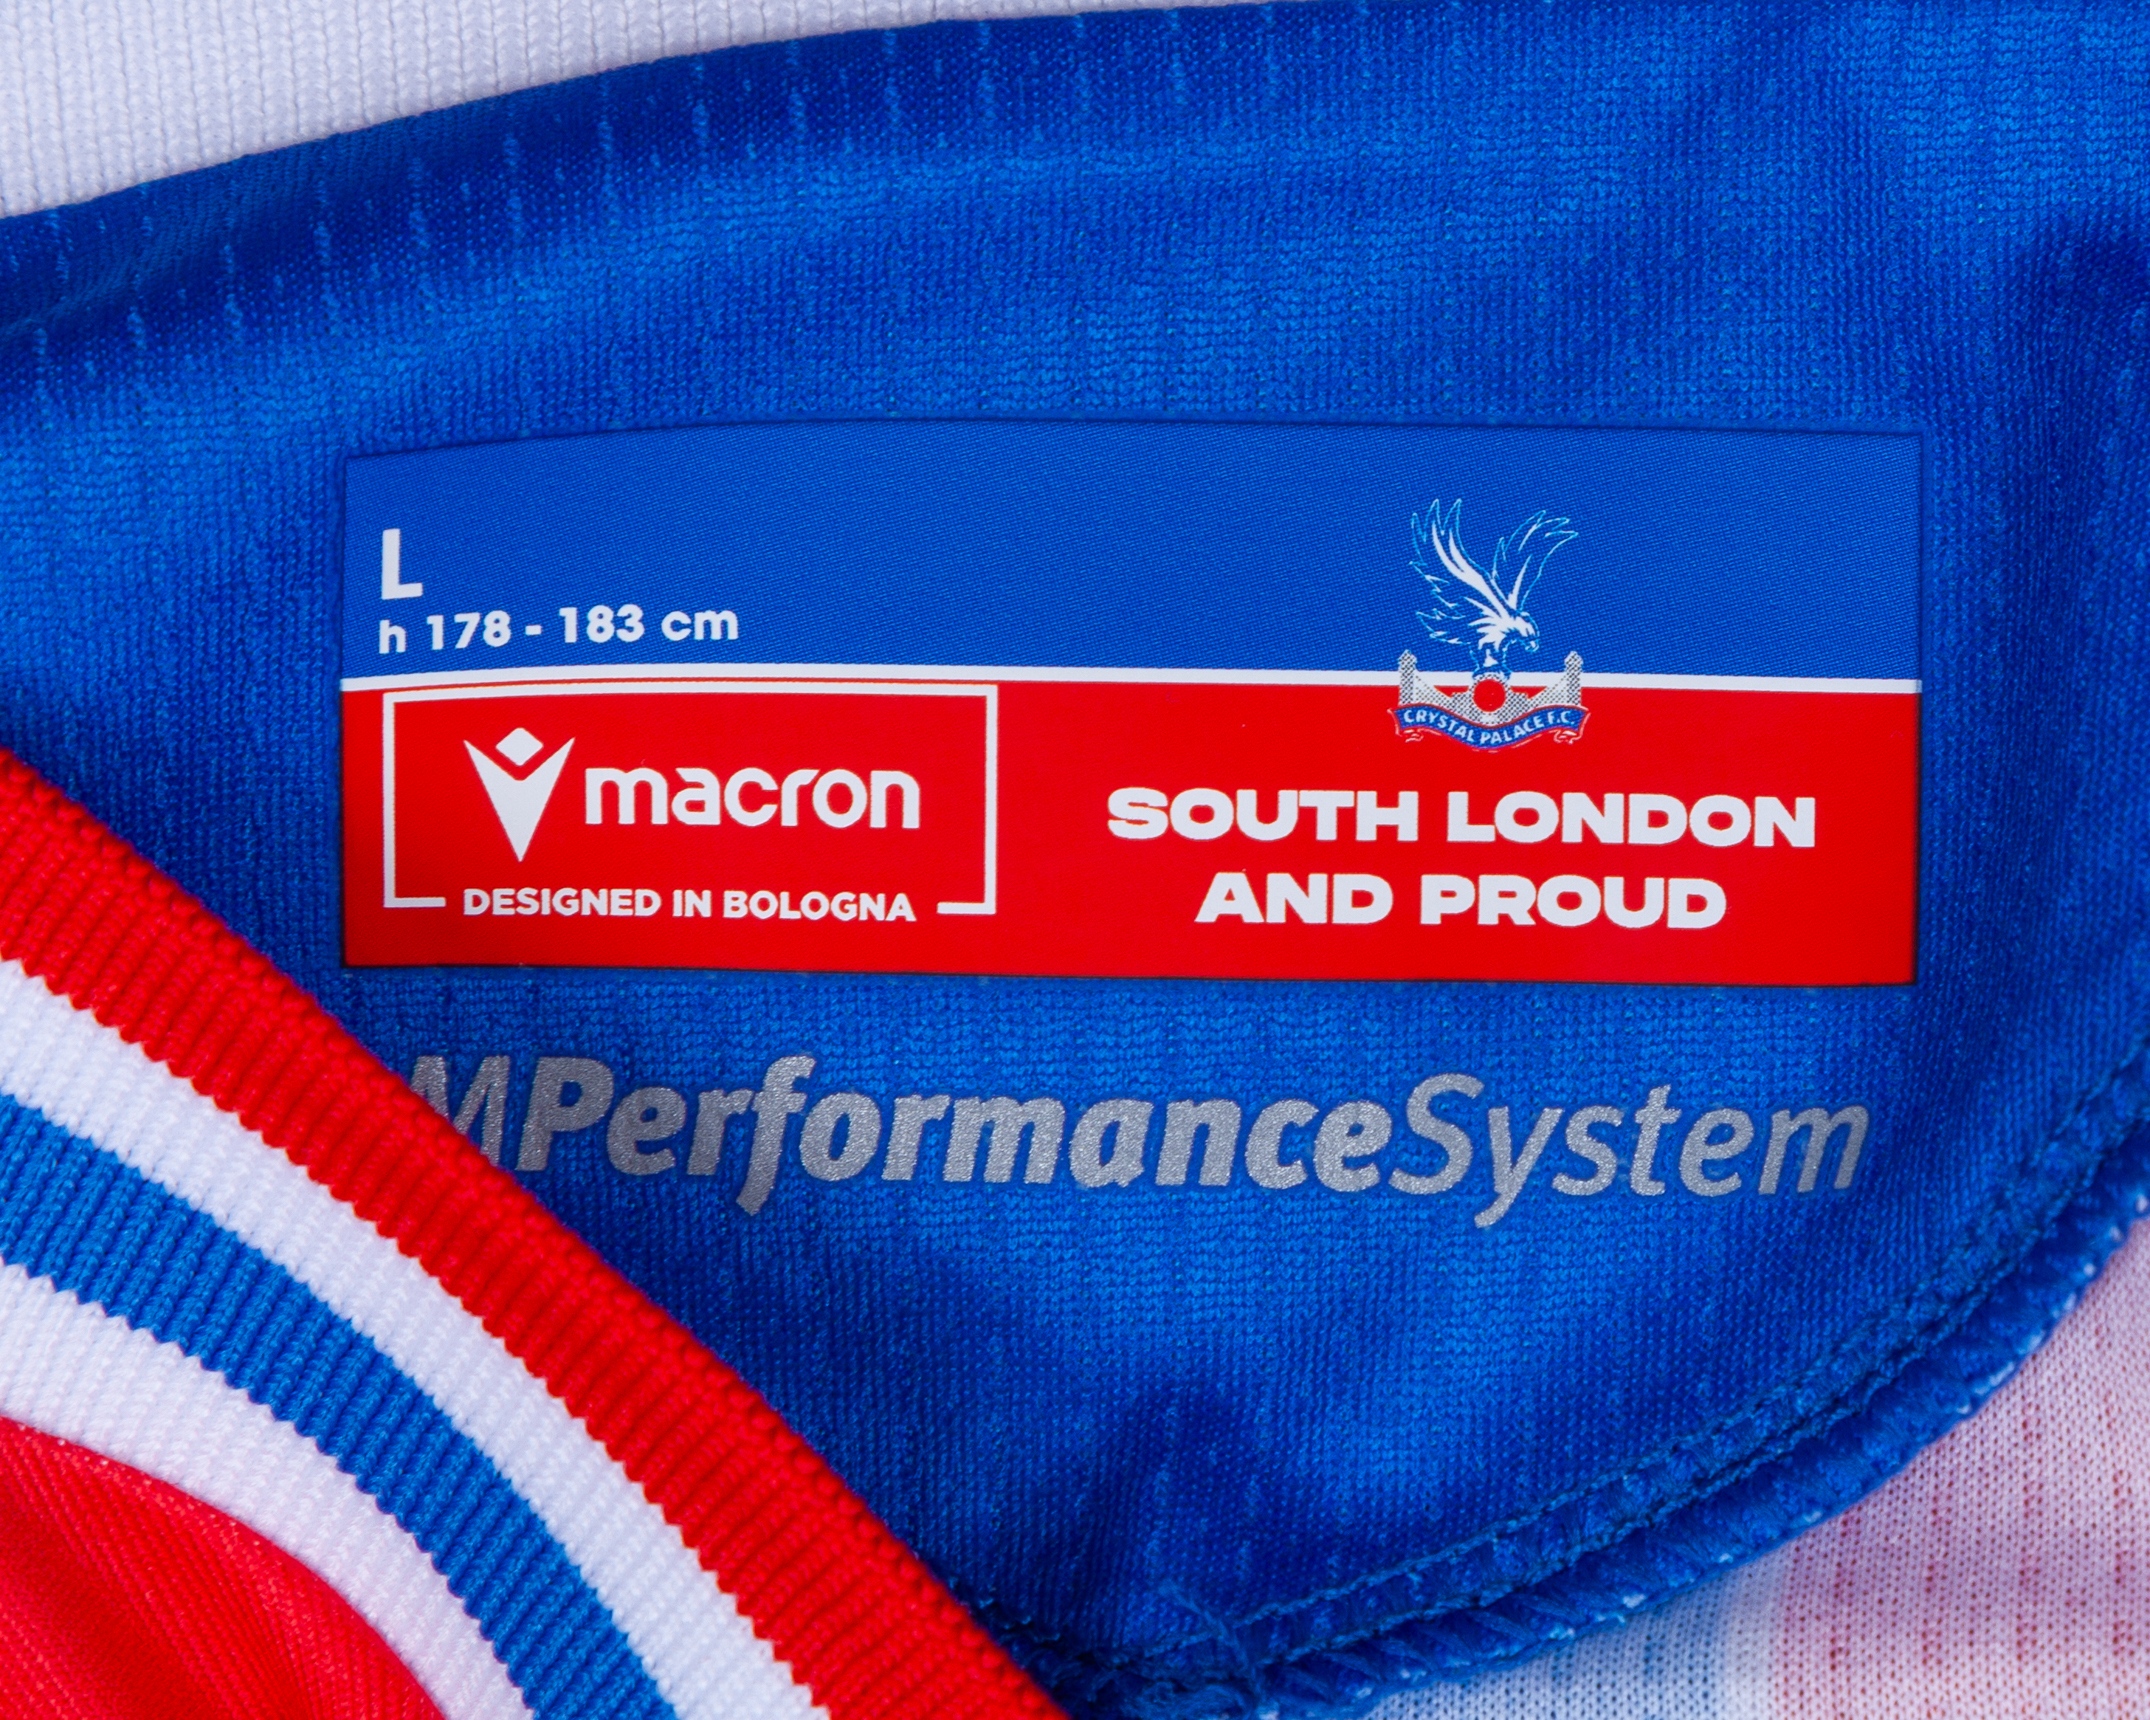 L
h 178 - 183 cm
CRYSTAL PALACE F.C.
macron
DESIGNED IN BOLOGNA
SOUTH LONDON
AND PROUD
MPerformanceSystem